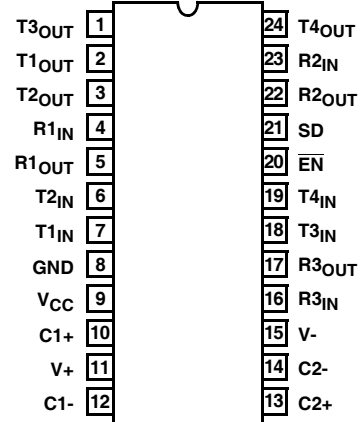 T3OUT 1 24 T4OUT
T1OUT 2 23 R2IN
T2OUT 3 22 R2OUT
R1IN 4 21 SD
R1OUT 5 20 E̅N̅
T2IN 6 19 T4IN
T1IN 7 18 T3IN
GND 8 17 R3OUT
VCC 9 16 R3IN
C1+ 10 15 V-
V+ 11 14 C2-
C1- 12 13 C2+